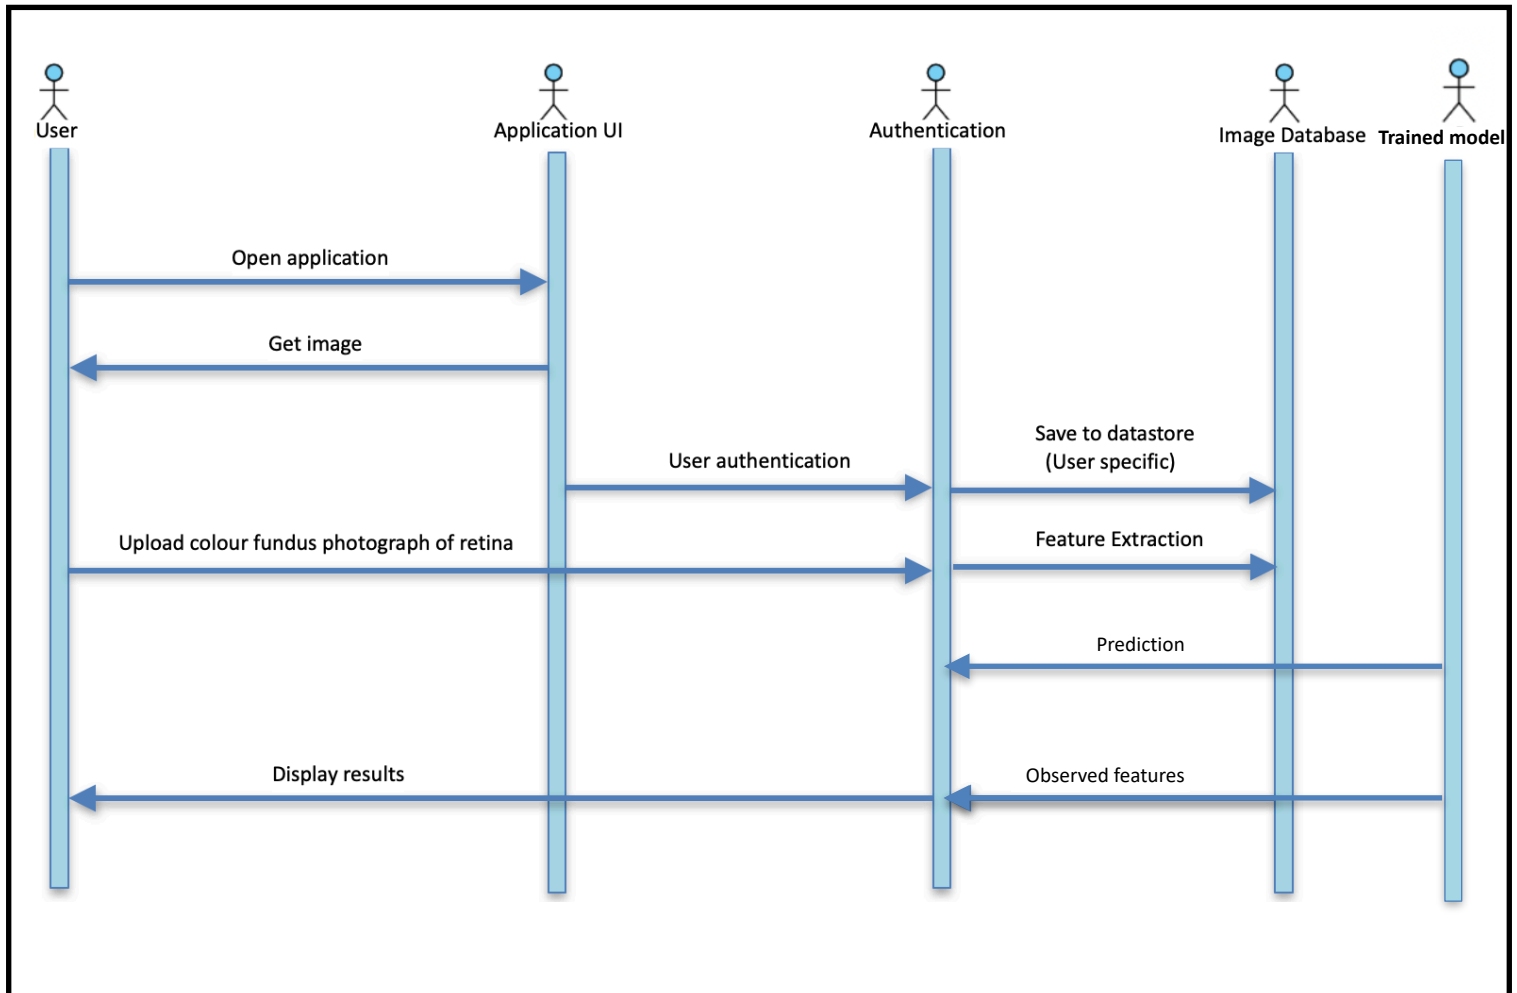 User
Application UI
Authentication
Image Database
Trained model
Open application
Get image
User authentication
Save to datastore
(User specific)
Upload colour fundus photograph of retina
Feature Extraction
Prediction
Display results
Observed features